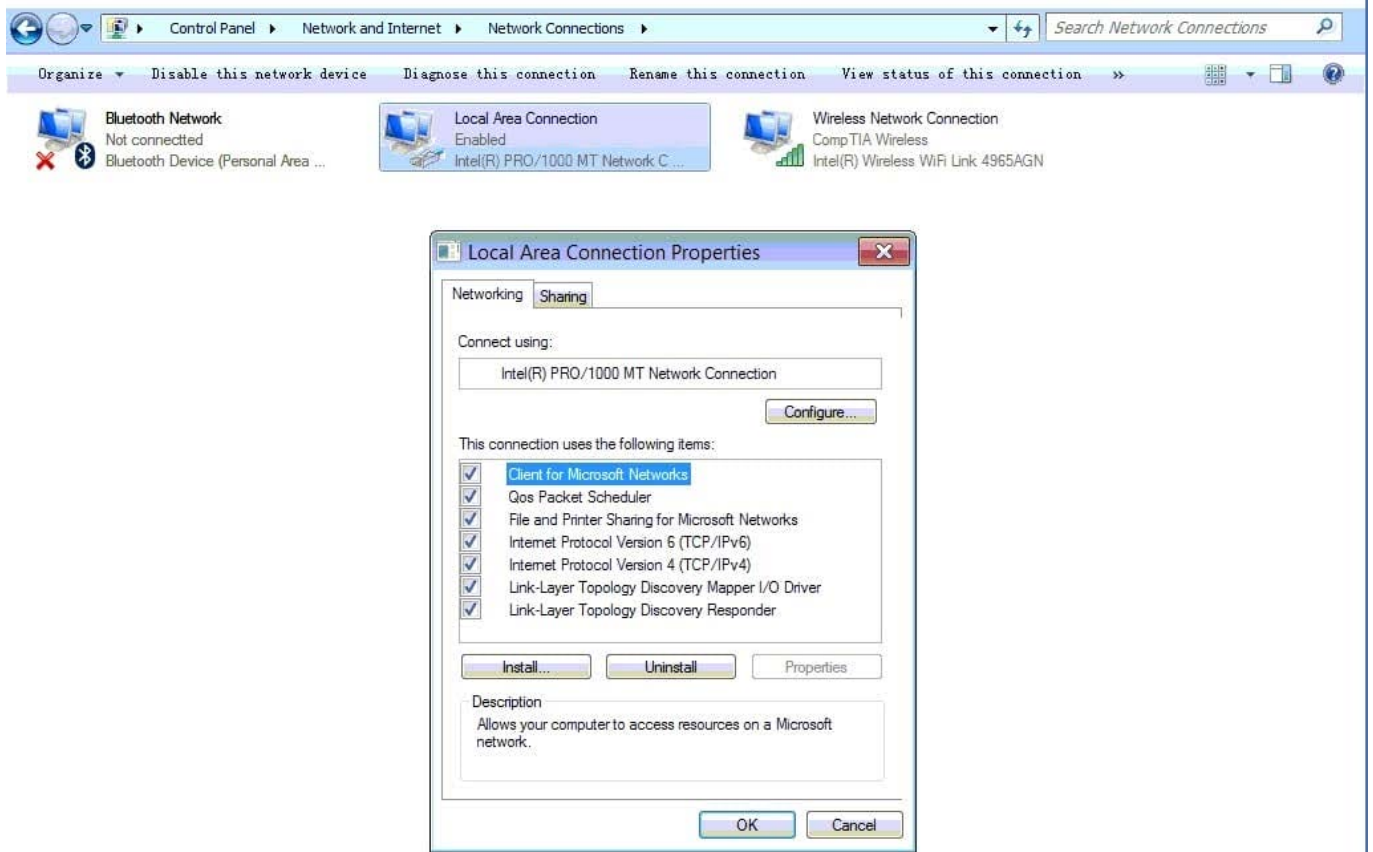 Control Panel Network and Internet Network Connections Search Network Connections
Organize Disable this network device Diagnose this connection Rename this connection View status of this connection »
Bluetooth Network
Not connectted
Bluetooth Device (Personal Area ...
Local Area Connection
Enabled
Intel(R) PRO/1000 MT Network C ...
Wireless Network Connection
CompTIA Wireless
Intel(R) Wireless WiFi Link 4965AGN
Local Area Connection Properties
Networking Sharing
Connect using:
Intel(R) PRO/1000 MT Network Connection
Configure...
This connection uses the following items:
Client for Microsoft Networks
Qos Packet Scheduler
File and Printer Sharing for Microsoft Networks
Internet Protocol Version 6 (TCP/IPv6)
Internet Protocol Version 4 (TCP/IPv4)
Link-Layer Topology Discovery Mapper I/O Driver
Link-Layer Topology Discovery Responder
Install... Uninstall Properties
Description
Allows your computer to access resources on a Microsoft
network.
OK Cancel